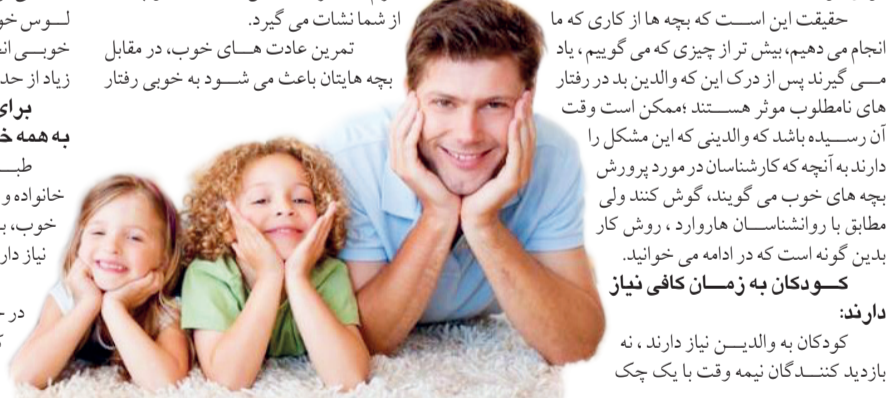 حقیقت این است که بچه ها از کاری که ما
انجام می دهیم، بیش تر از چیزی که می گوییم ، یاد
می گیرند پس از درک این که والدین بد در رفتار
های نامطلوب موثر هستند ؛ممکن است وقت
آن رسیده باشد که والدینی که این مشکل را
دارند به آنچه که کارشناسان در مورد پرورش
بچه های خوب می گویند، گوش کنند ولی
مطابق با روانشناسان هاروارد ، روش کار
بدین گونه است که در ادامه می خوانید.
کودکان به زمان کافی نیاز
دارند:
کودکان به والدین نیاز دارند ، نه
بازدید کنندگان نیمه وقت با یک چک
از شما نشات می گیرد.
تمرین عادت های خوب، در مقابل
بچه هایتان باعث می شود به خوبی رفتار
لوس
خوبی
زیاد از حد
برای
به همه
خانواده و
خوب،
نیاز
در